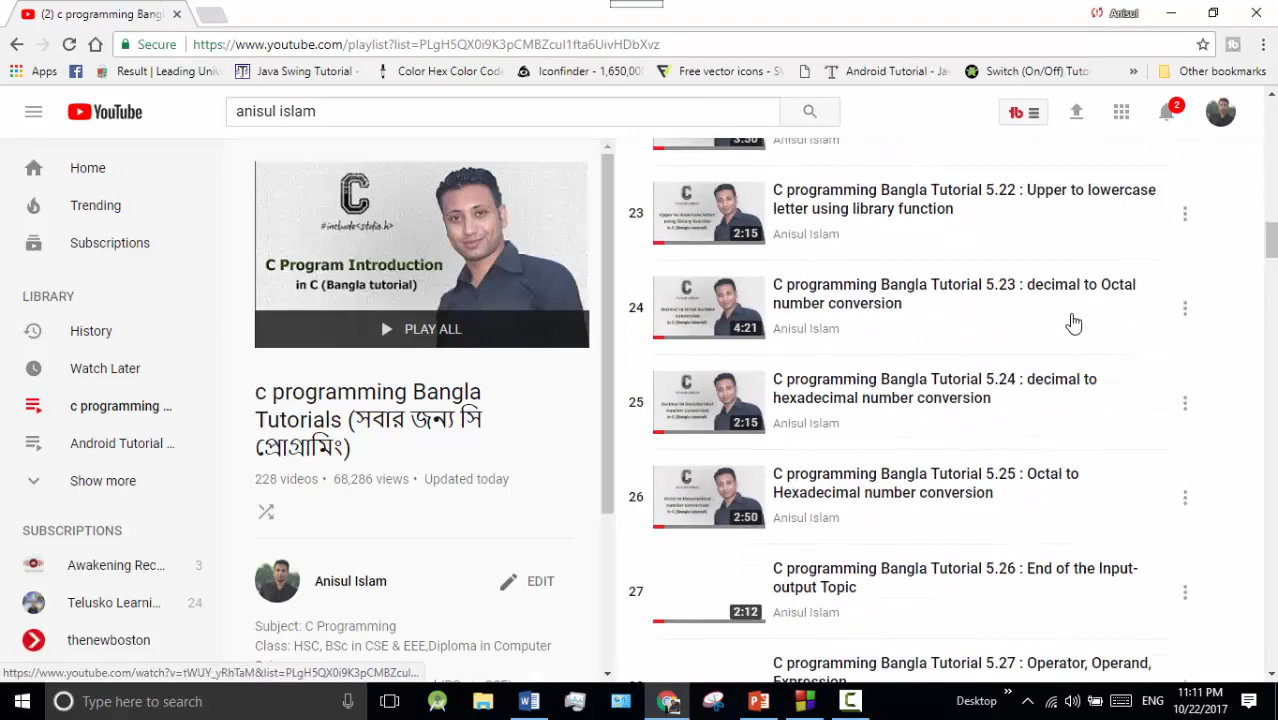 (2) c programming Bangl
Anisul
Secure
https://www.youtube.com/playlist?list=PLgH5QX0i9K3pCMBZcuI1fta6UivHDbXvz
Apps
Result | Leading Univ
Java Swing Tutorial -
Color Hex Color Code
Iconfinder - 1,650,000
Free vector icons - S
Android Tutorial - Ja
Switch (On/Off) Tutor
Other bookmarks
YouTube
anisul islam
2
Home
Trending
Subscriptions
LIBRARY
History
Watch Later
c programming ...
Android Tutorial ...
Show more
SUBSCRIPTIONS
Awakening Rec... 3
Telusko Learni... 24
thenewboston
C
#include<stdio.h>
C Program Introduction
in C (Bangla tutorial)
PLAY ALL
c programming Bangla
Tutorials (সবার জন্য সি
প্রোগ্রামিং)
228 videos • 68,286 views • Updated today
Anisul Islam
EDIT
Subject: C Programming
Class: HSC, BSc in CSE & EEE,Diploma in Computer
3:30
Anisul Islam
23
2:15
C programming Bangla Tutorial 5.22 : Upper to lowercase
letter using library function
Anisul Islam
24
4:21
C programming Bangla Tutorial 5.23 : decimal to Octal
number conversion
Anisul Islam
25
2:15
C programming Bangla Tutorial 5.24 : decimal to
hexadecimal number conversion
Anisul Islam
26
2:50
C programming Bangla Tutorial 5.25 : Octal to
Hexadecimal number conversion
Anisul Islam
27
2:12
C programming Bangla Tutorial 5.26 : End of the Input-
output Topic
Anisul Islam
C programming Bangla Tutorial 5.27 : Operator, Operand,
Expression
https://www.youtube.com/watch?v=tWUY_yRhTaM&list=PLgH5QX0i9K3pCMBZcuI...
Type here to search
Desktop
ENG
11:11 PM
10/22/2017